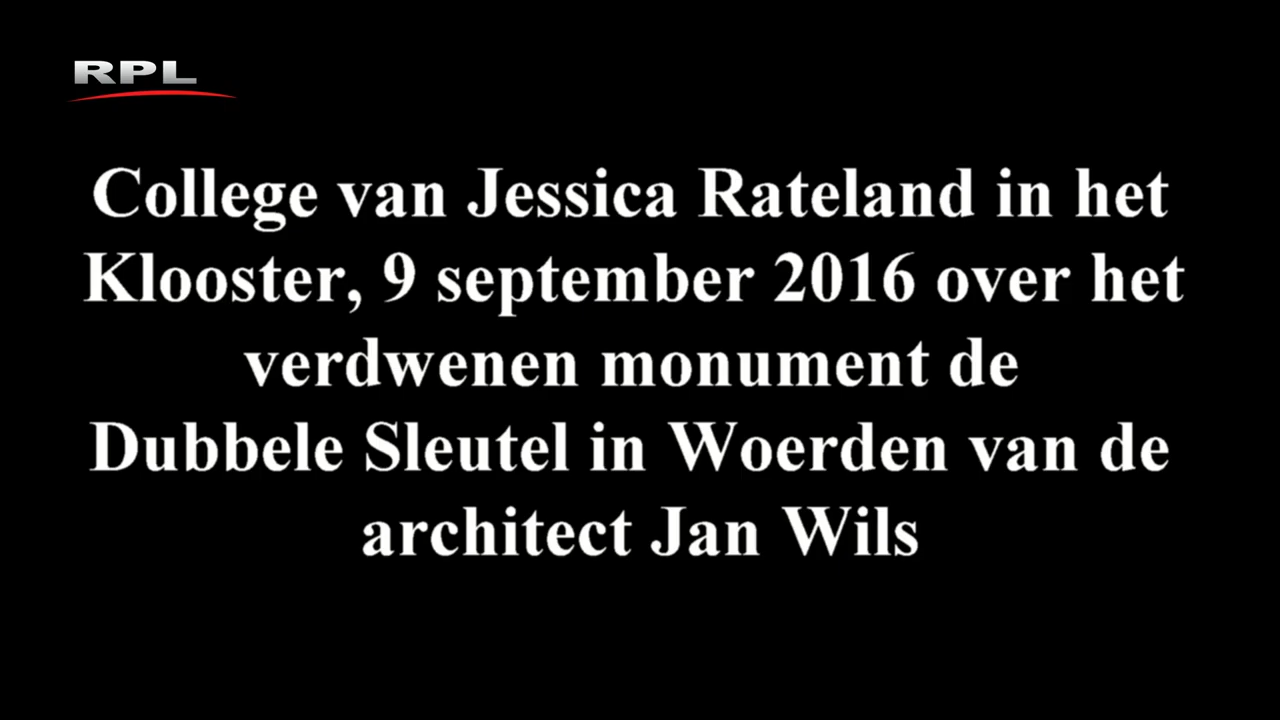 RPL
College van Jessica Rateland in het
Klooster, 9 september 2016 over het
verdwenen monument de
Dubbele Sleutel in Woerden van de
architect Jan Wils